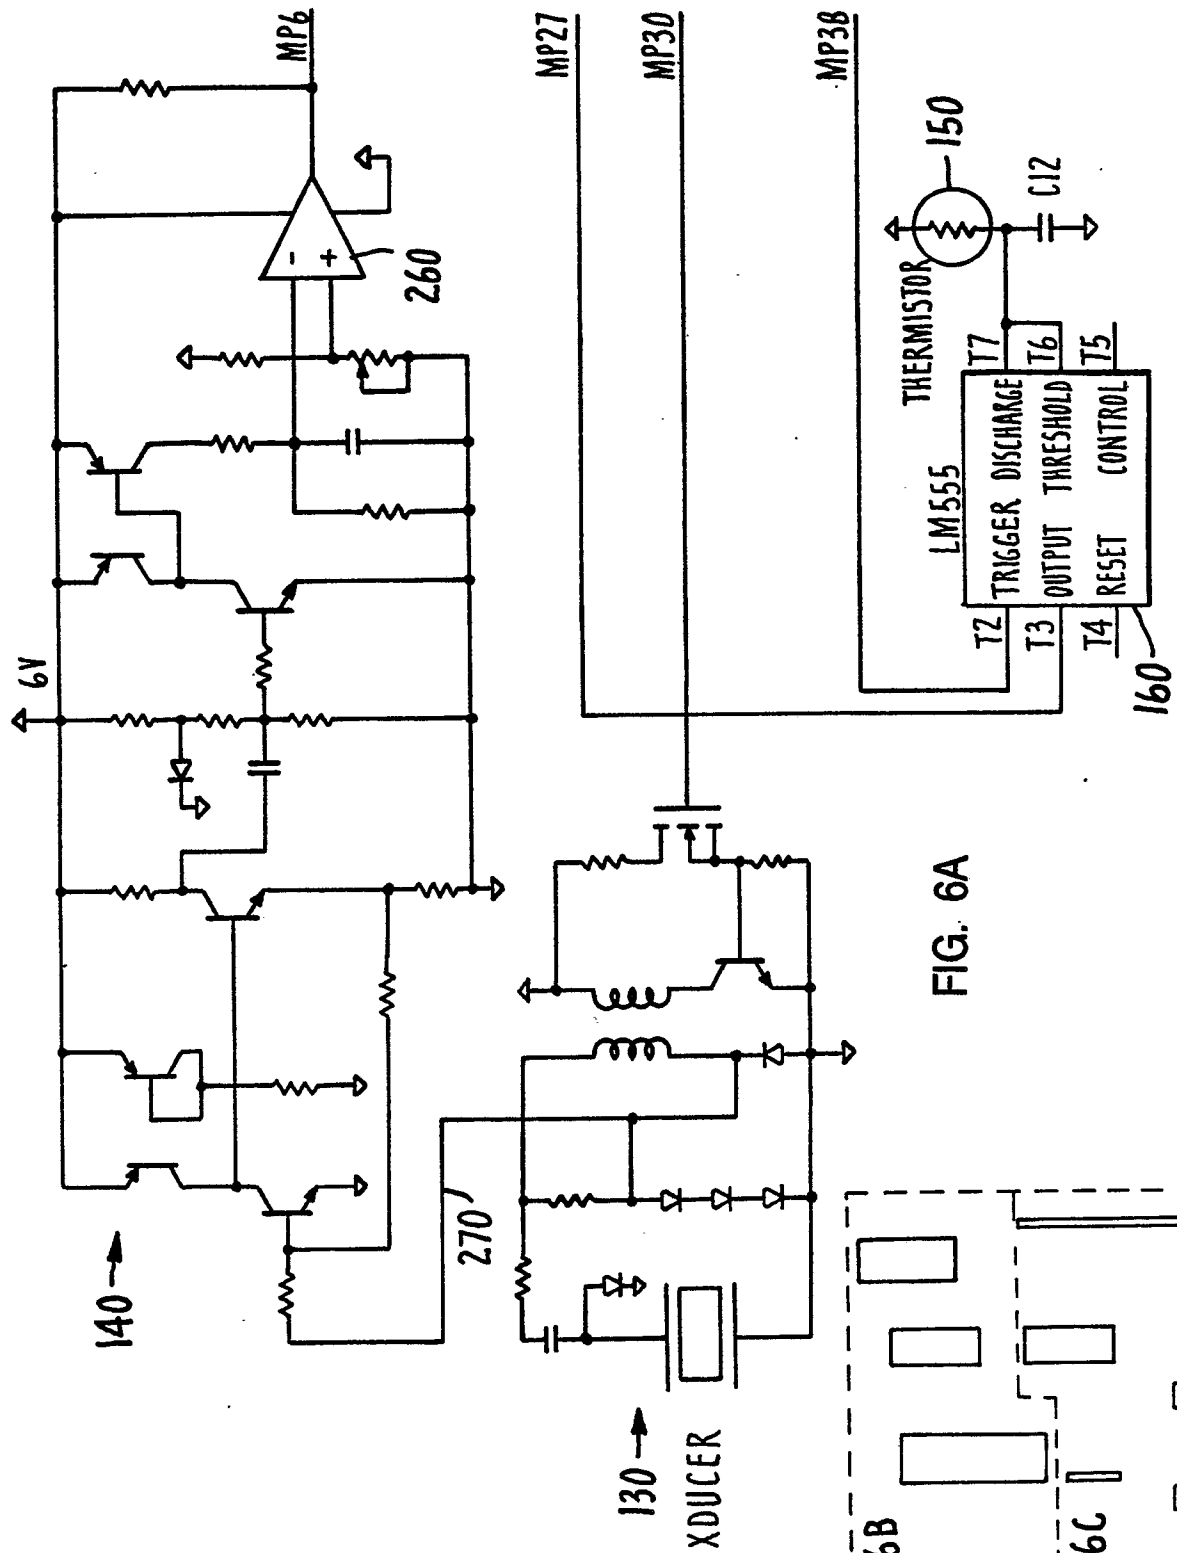 140
6V
MP6
-
+
260
270
130
XDUCER
MP27
MP30
MP38
150
THERMISTOR
C12
LM555
T2 TRIGGER DISCHARGE T7
T3 OUTPUT THRESHOLD T6
T4 RESET CONTROL T5
160
FIG. 6A
6B
6C